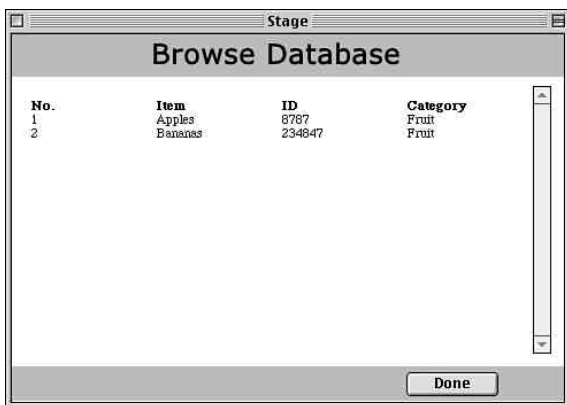 Stage
Browse Database
No. Item ID Category
1 Apples 8787 Fruit
2 Bananas 234847 Fruit
Done